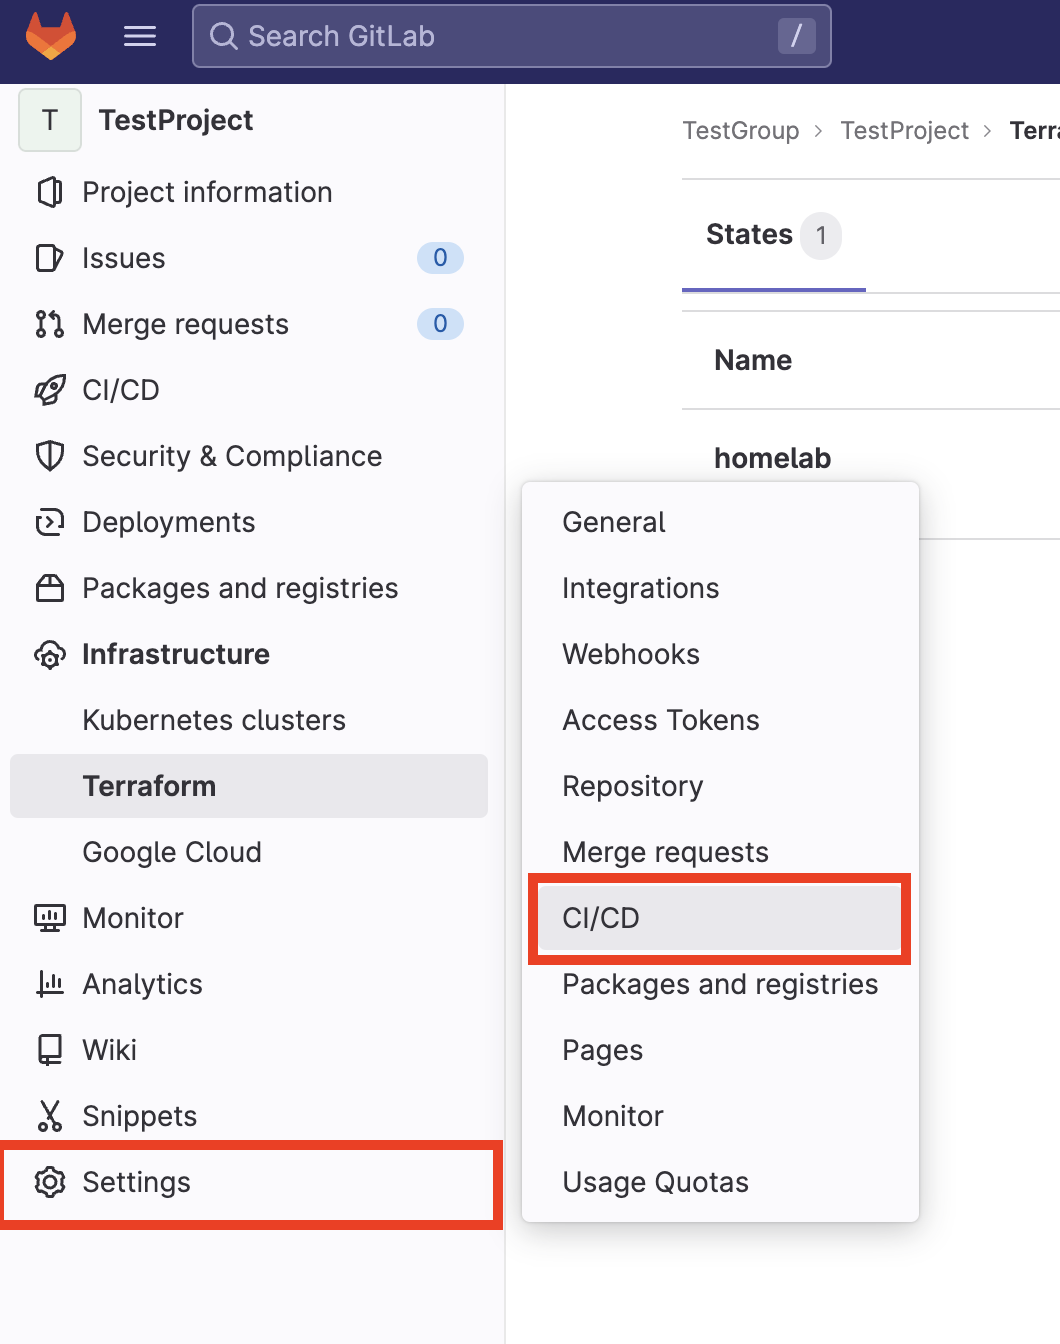 Search GitLab /
T TestProject
Project information
Issues 0
Merge requests 0
CI/CD
Security & Compliance
Deployments
Packages and registries
Infrastructure
Kubernetes clusters
Terraform
Google Cloud
Monitor
Analytics
Wiki
Snippets
Settings
TestGroup > TestProject > Terra
States 1
Name
homelab
General
Integrations
Webhooks
Access Tokens
Repository
Merge requests
CI/CD
Packages and registries
Pages
Monitor
Usage Quotas